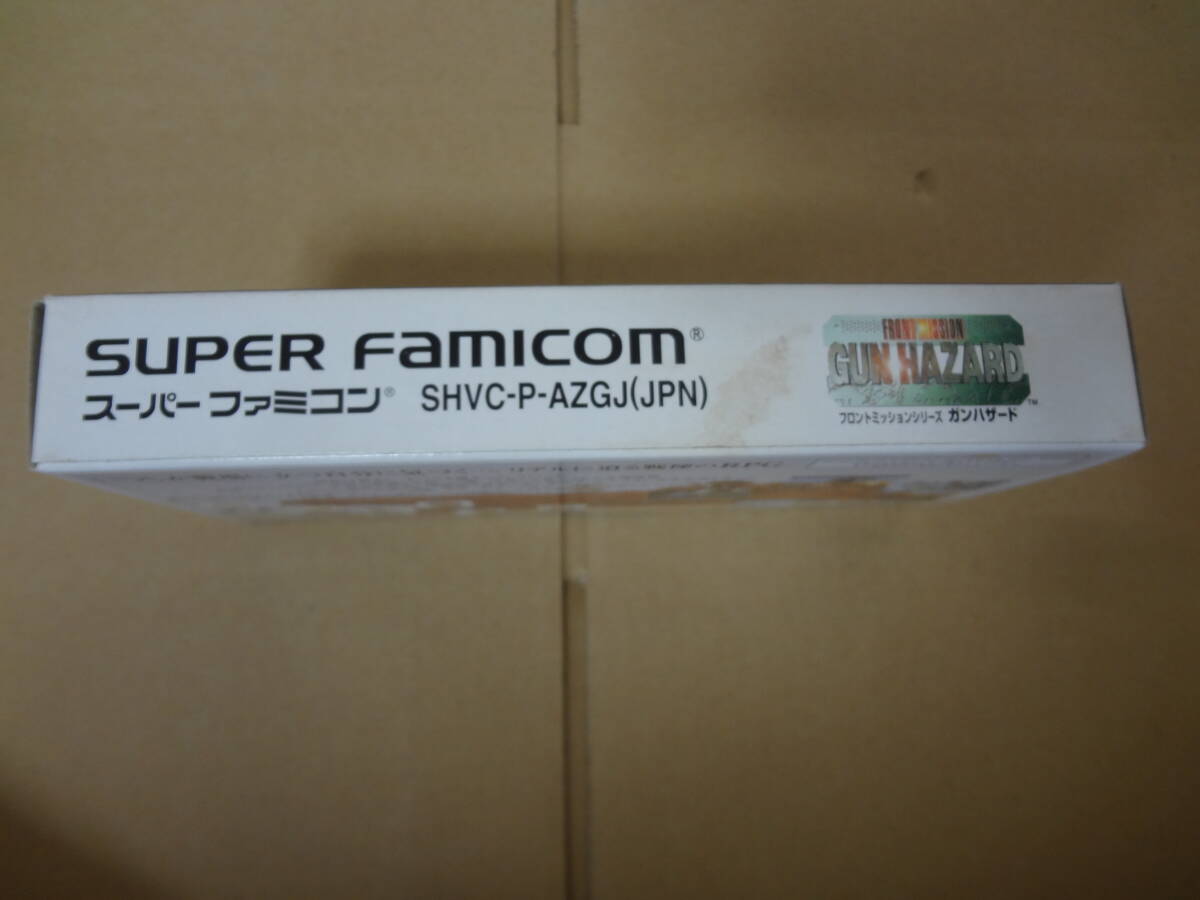 SUPER FAMICOM®
スーパーファミコン® SHVC-P-AZGJ(JPN)
FRONT MISSION
GUN HAZARD
™
フロントミッションシリーズ ガンハザード